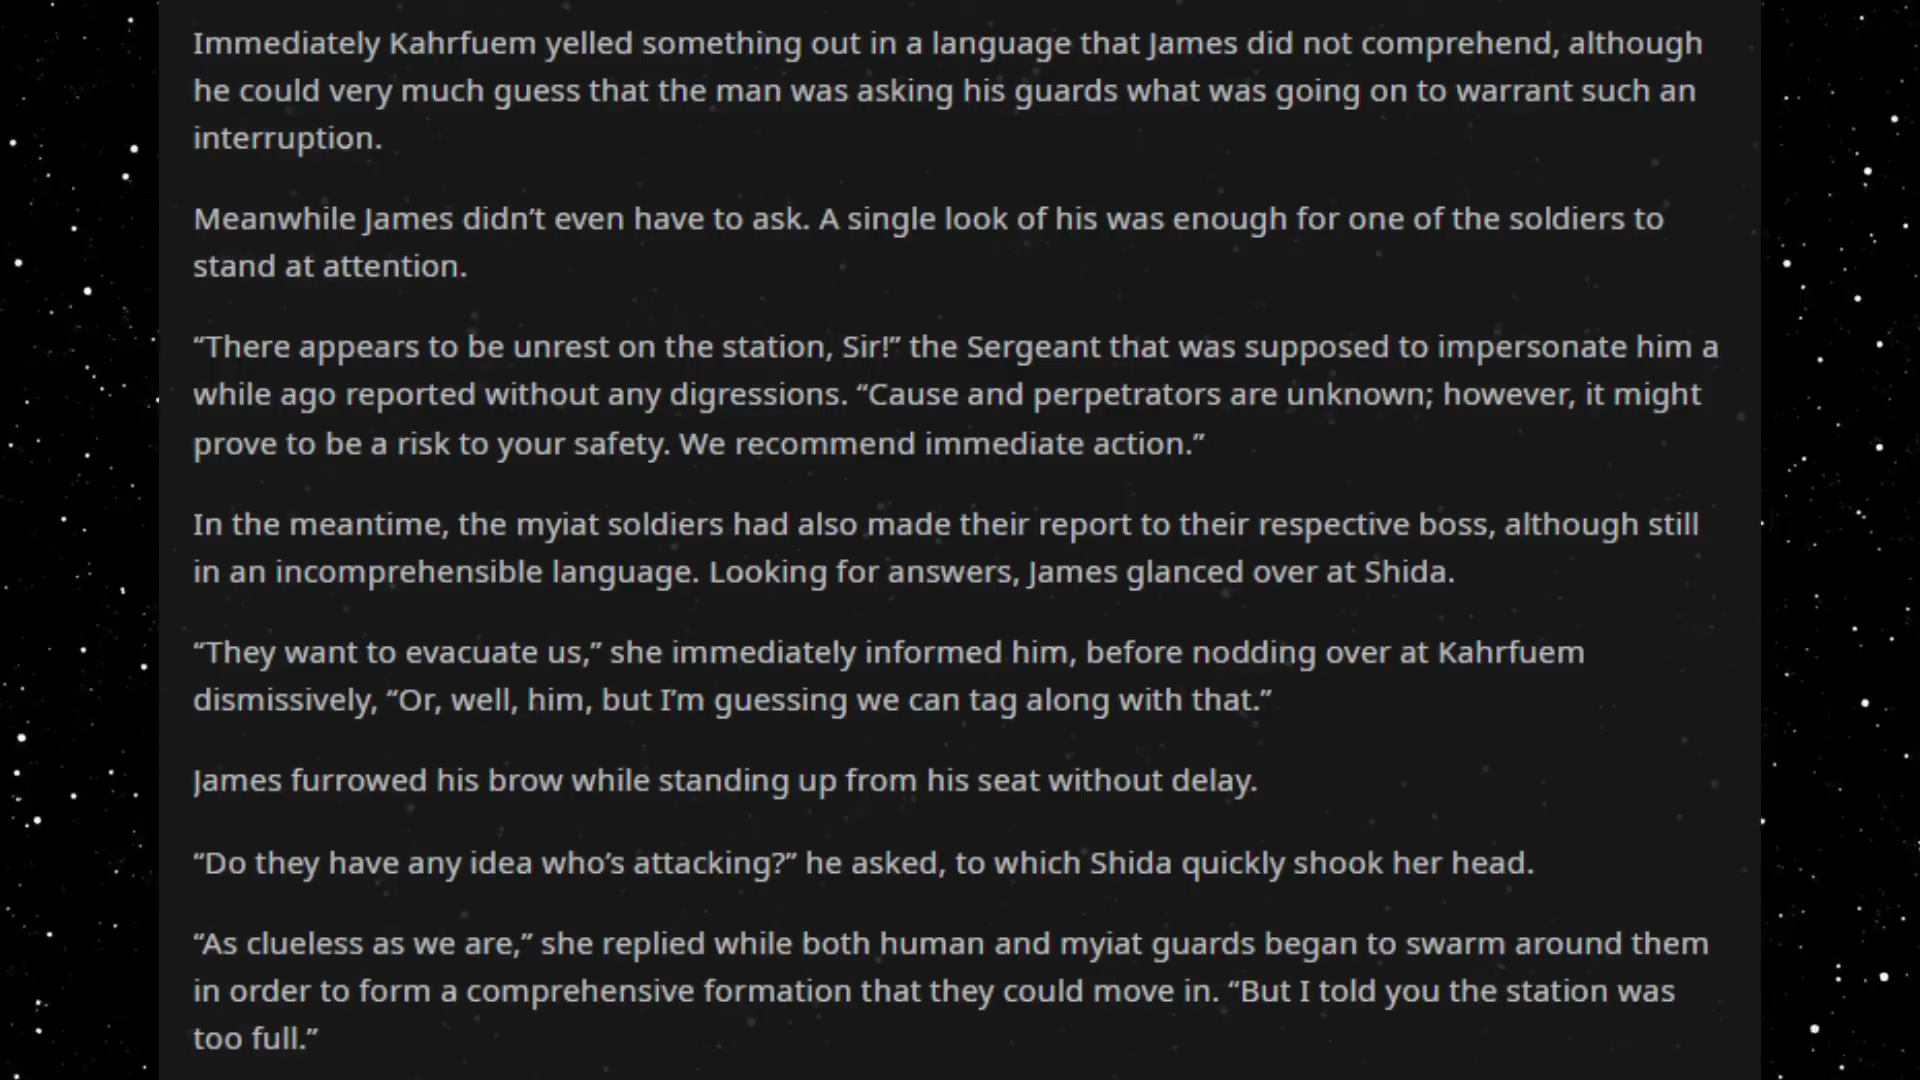 Immediately Kahrfuem yelled something out in a language that James did not comprehend, although
he could very much guess that the man was asking his guards what was going on to warrant such an
interruption.
Meanwhile James didn’t even have to ask. A single look of his was enough for one of the soldiers to
stand at attention.
“There appears to be unrest on the station, Sir!” the Sergeant that was supposed to impersonate him a
while ago reported without any digressions. “Cause and perpetrators are unknown; however, it might
prove to be a risk to your safety. We recommend immediate action.”
In the meantime, the myiat soldiers had also made their report to their respective boss, although still
in an incomprehensible language. Looking for answers, James glanced over at Shida.
“They want to evacuate us,” she immediately informed him, before nodding over at Kahrfuem
dismissively, “Or, well, him, but I’m guessing we can tag along with that.”
James furrowed his brow while standing up from his seat without delay.
“Do they have any idea who’s attacking?” he asked, to which Shida quickly shook her head.
“As clueless as we are,” she replied while both human and myiat guards began to swarm around them
in order to form a comprehensive formation that they could move in. “But I told you the station was
too full.”